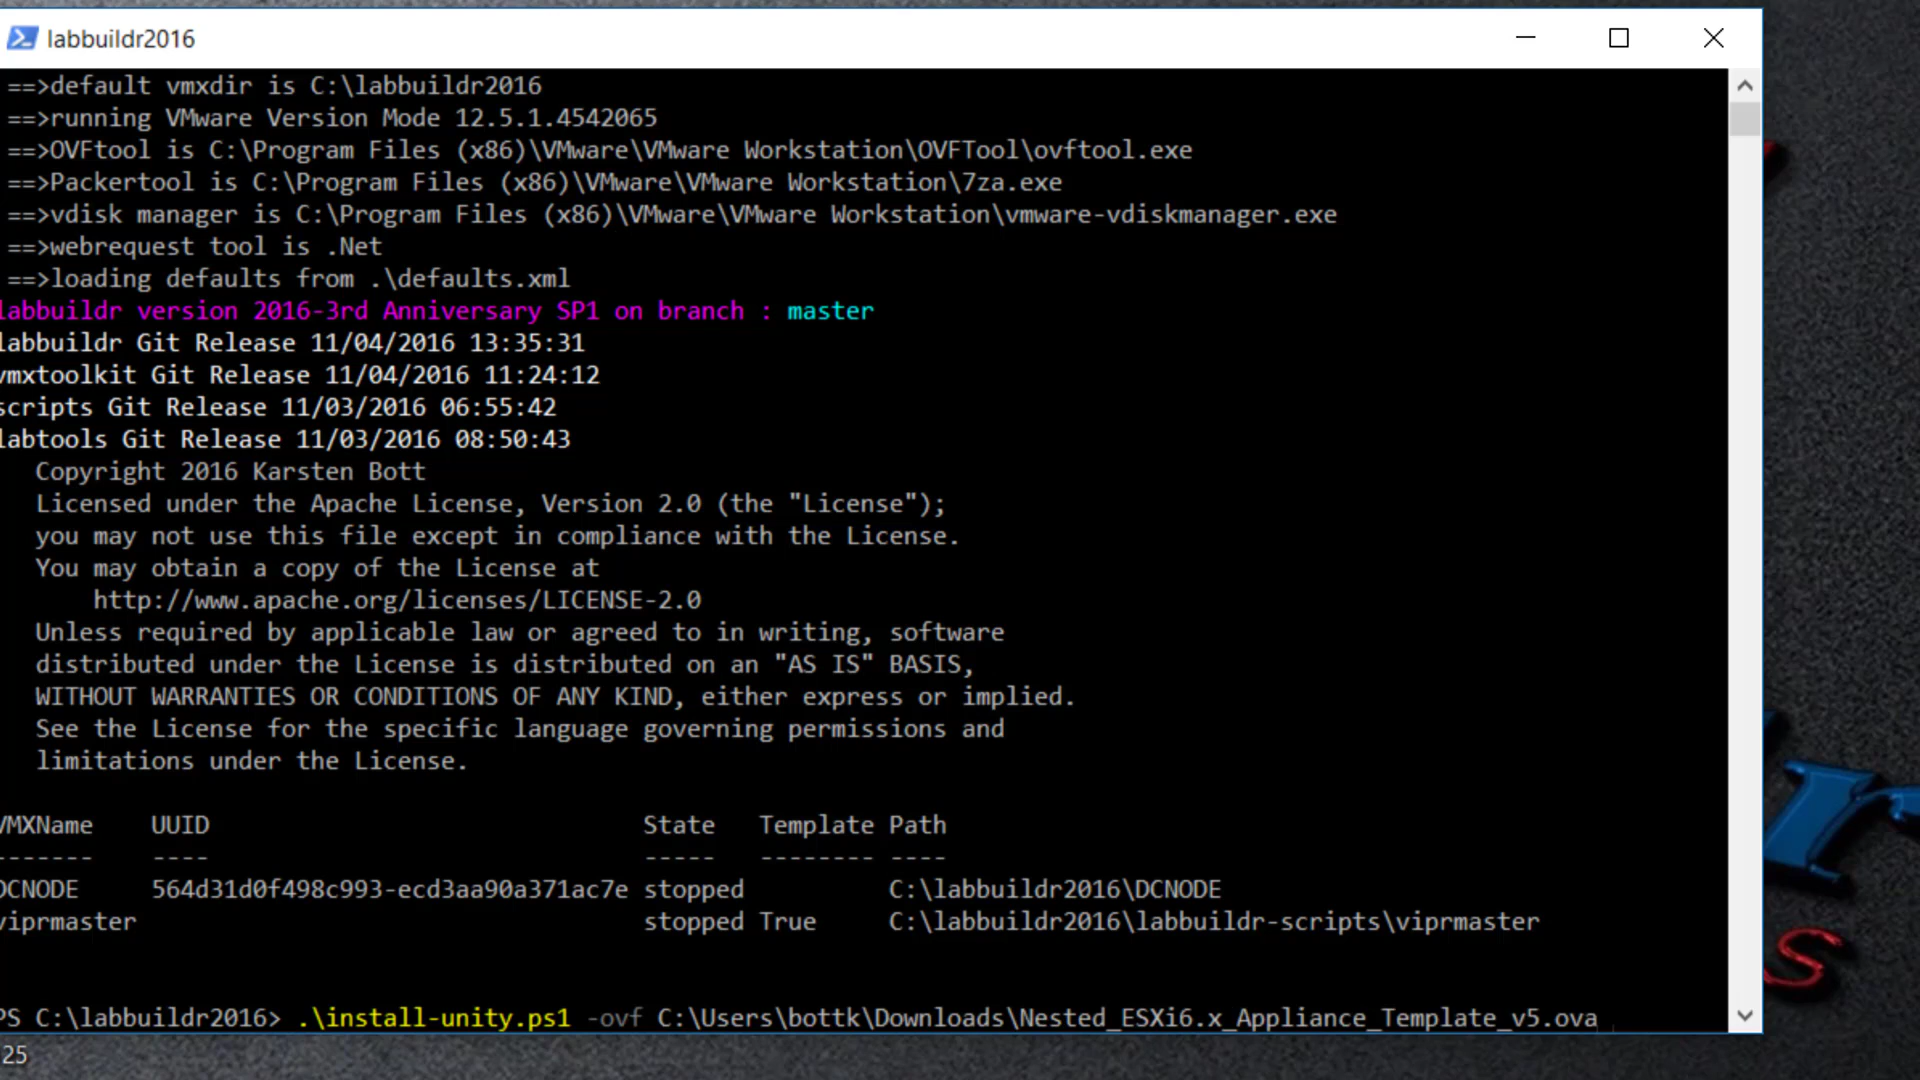 labbuildr2016
==>default vmxdir is C:\labbuildr2016
==>running VMware Version Mode 12.5.1.4542065
==>OVFtool is C:\Program Files (x86)\VMware\VMware Workstation\OVFTool\ovftool.exe
==>Packertool is C:\Program Files (x86)\VMware\VMware Workstation\7za.exe
==>vdisk manager is C:\Program Files (x86)\VMware\VMware Workstation\vmware-vdiskmanager.exe
==>webrequest tool is .Net
==>loading defaults from .\defaults.xml
labbuildr version 2016-3rd Anniversary SP1 on branch : master
labbuildr Git Release 11/04/2016 13:35:31
vmxtoolkit Git Release 11/04/2016 11:24:12
scripts Git Release 11/03/2016 06:55:42
labtools Git Release 11/03/2016 08:50:43
Copyright 2016 Karsten Bott
Licensed under the Apache License, Version 2.0 (the "License");
you may not use this file except in compliance with the License.
You may obtain a copy of the License at
http://www.apache.org/licenses/LICENSE-2.0
Unless required by applicable law or agreed to in writing, software
distributed under the License is distributed on an "AS IS" BASIS,
WITHOUT WARRANTIES OR CONDITIONS OF ANY KIND, either express or implied.
See the License for the specific language governing permissions and
limitations under the License.
VMXName UUID State Template Path
------- ---- ----- -------- ----
DCNODE 564d31d0f498c993-ecd3aa90a371ac7e stopped C:\labbuildr2016\DCNODE
viprmaster stopped True C:\labbuildr2016\labbuildr-scripts\viprmaster
PS C:\labbuildr2016> .\install-unity.ps1 -ovf C:\Users\bottk\Downloads\Nested_ESXi6.x_Appliance_Template_v5.ova
25